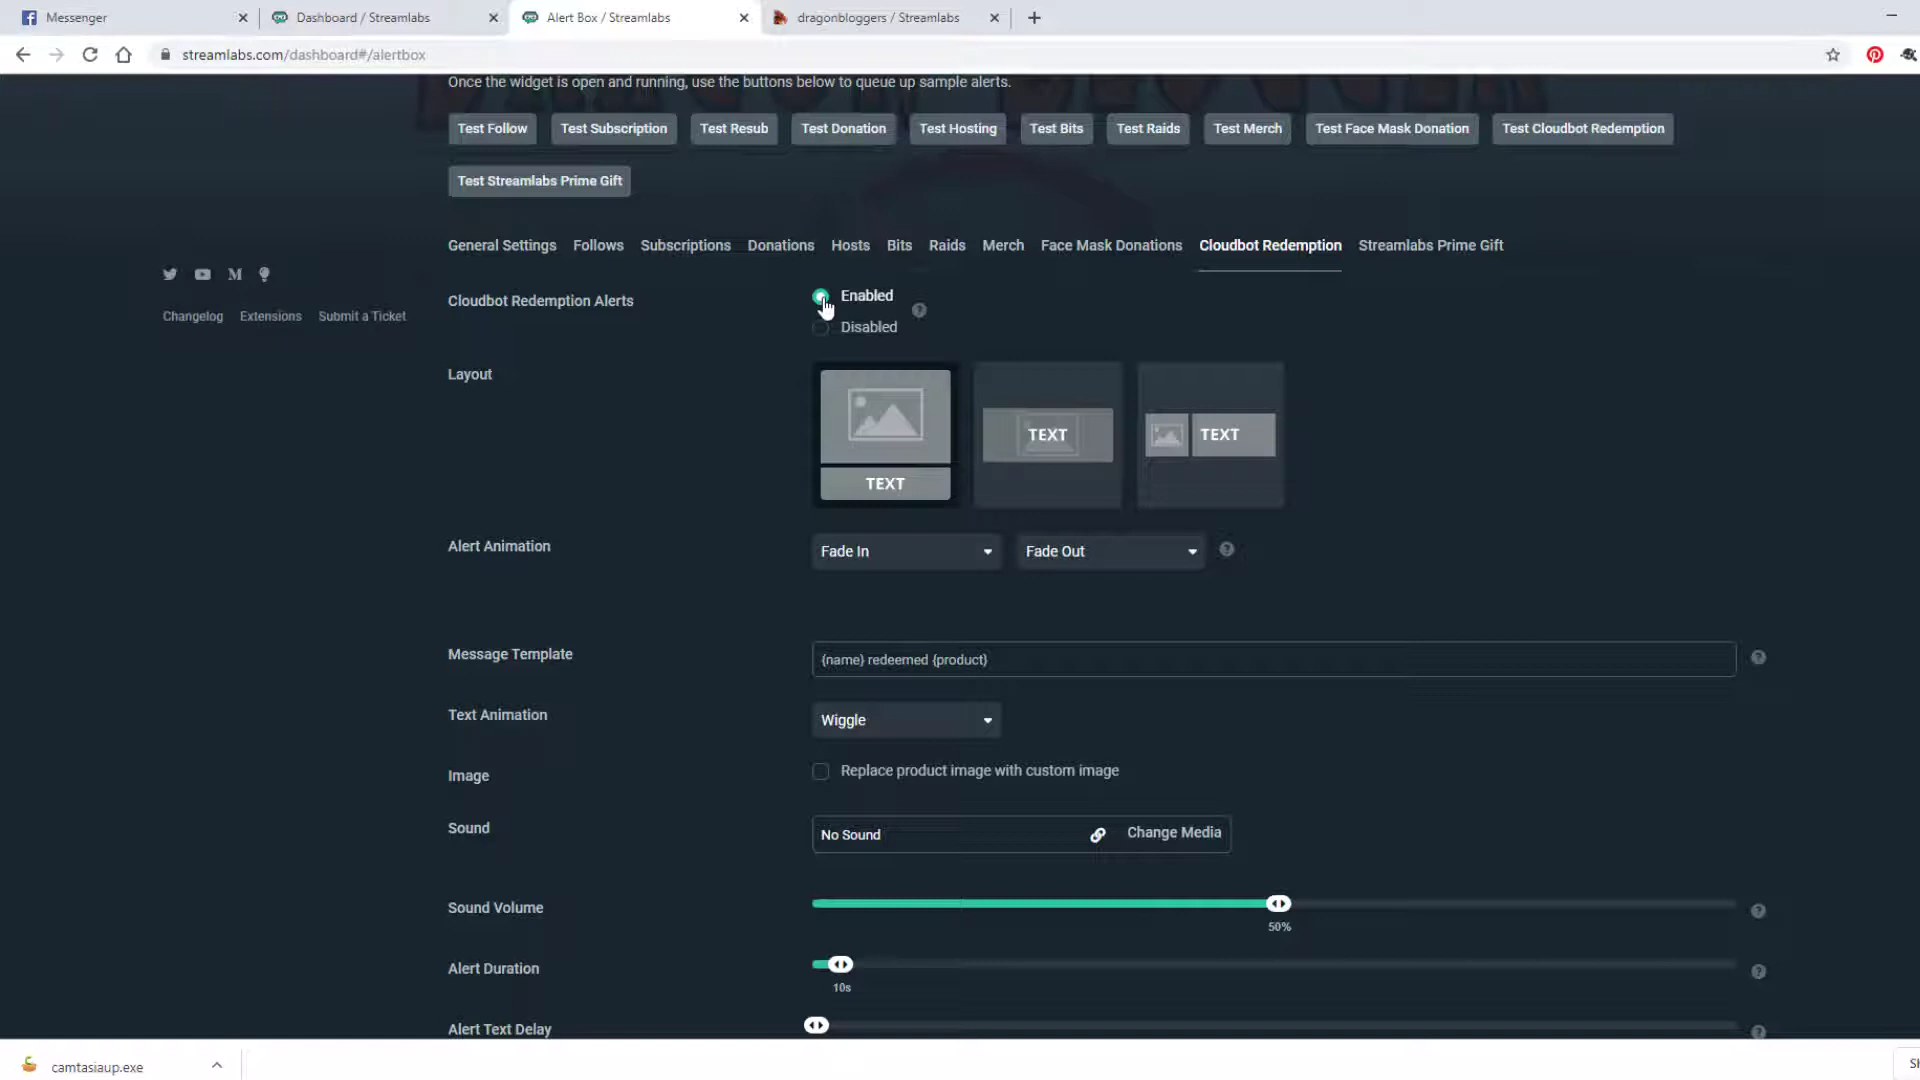 Messenger
Dashboard / Streamlabs
Alert Box / Streamlabs
dragonbloggers / Streamlabs
streamlabs.com/dashboard#/alertbox
Once the widget is open and running, use the buttons below to queue up sample alerts.
Test Follow Test Subscription Test Resub Test Donation Test Hosting Test Bits Test Raids Test Merch Test Face Mask Donation Test Cloudbot Redemption
Test Streamlabs Prime Gift
General Settings Follows Subscriptions Donations Hosts Bits Raids Merch Face Mask Donations Cloudbot Redemption Streamlabs Prime Gift
Changelog Extensions Submit a Ticket
Cloudbot Redemption Alerts
Enabled
Disabled
Layout
TEXT
TEXT
TEXT
Alert Animation
Fade In
Fade Out
Message Template
{name} redeemed {product}
Text Animation
Wiggle
Image
Replace product image with custom image
Sound
No Sound
Change Media
Sound Volume
50%
Alert Duration
10s
Alert Text Delay
camtasiaup.exe